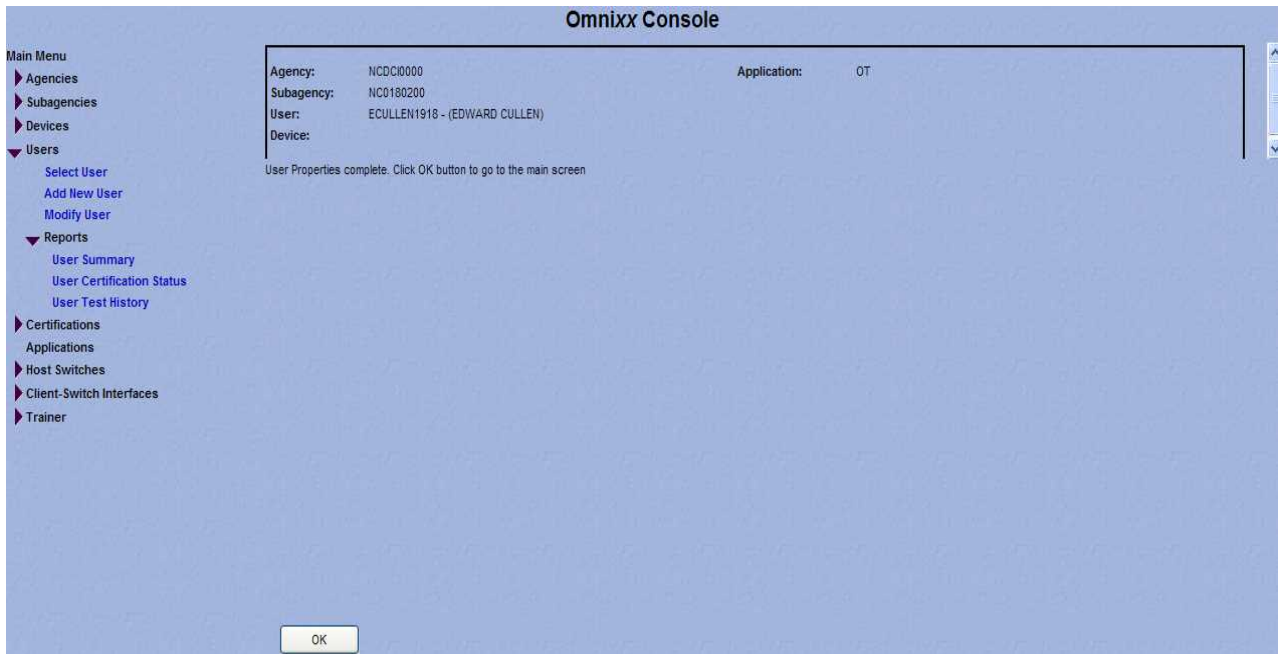 Omnixx Console
Main Menu
Agencies
Subagencies
Devices
Users
Select User
Add New User
Modify User
Reports
User Summary
User Certification Status
User Test History
Certifications
Applications
Host Switches
Client-Switch Interfaces
Trainer
Agency: NCDCI0000 Application: OT
Subagency: NC0180200
User: ECULLEN1918 - (EDWARD CULLEN)
Device:
User Properties complete. Click OK button to go to the main screen
OK